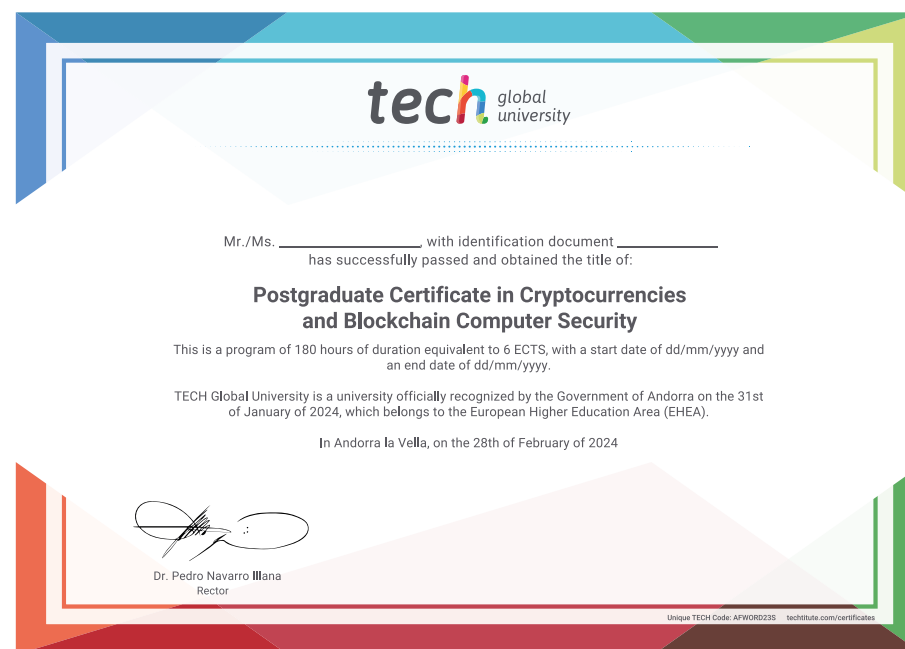 tech global university
Mr./Ms. ____________________, with identification document ______________
has successfully passed and obtained the title of:
Postgraduate Certificate in Cryptocurrencies
and Blockchain Computer Security
This is a program of 180 hours of duration equivalent to 6 ECTS, with a start date of dd/mm/yyyy and
an end date of dd/mm/yyyy.
TECH Global University is a university officially recognized by the Government of Andorra on the 31st
of January of 2024, which belongs to the European Higher Education Area (EHEA).
In Andorra la Vella, on the 28th of February of 2024
Dr. Pedro Navarro Illana
Rector
Unique TECH Code: AFWORD23S techtitute.com/certificates